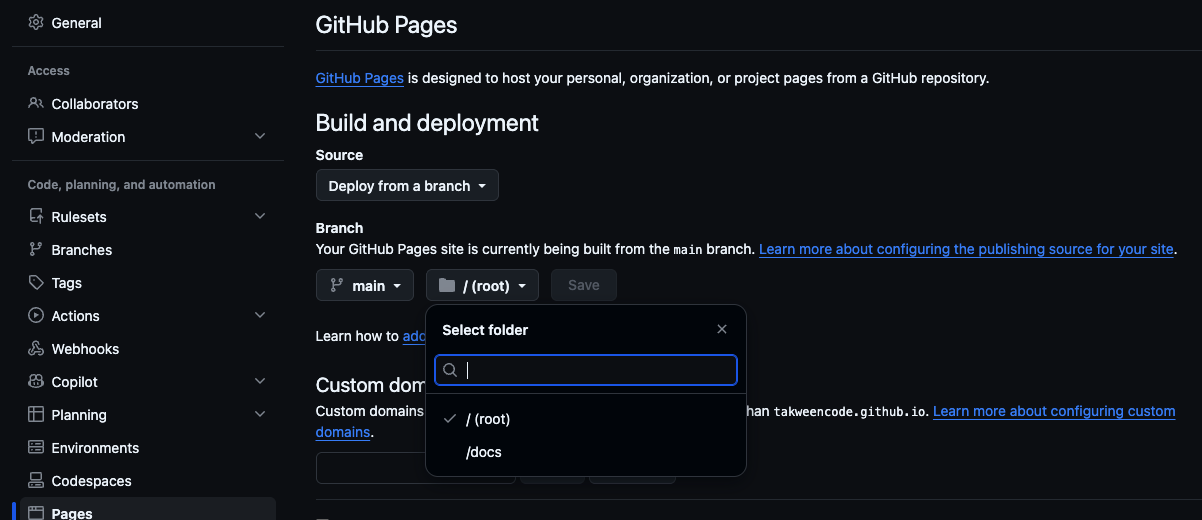 General
Access
Collaborators
Moderation
Code, planning, and automation
Rulesets
Branches
Tags
Actions
Webhooks
Copilot
Planning
Environments
Codespaces
Pages
GitHub Pages
GitHub Pages is designed to host your personal, organization, or project pages from a GitHub repository.
Build and deployment
Source
Deploy from a branch
Branch
Your GitHub Pages site is currently being built from the main branch. Learn more about configuring the publishing source for your site.
main / (root) Save
Learn how to add
Select folder
/ (root)
/docs
Custom dom
Custom domains han takweencode.github.io. Learn more about configuring custom
domains.